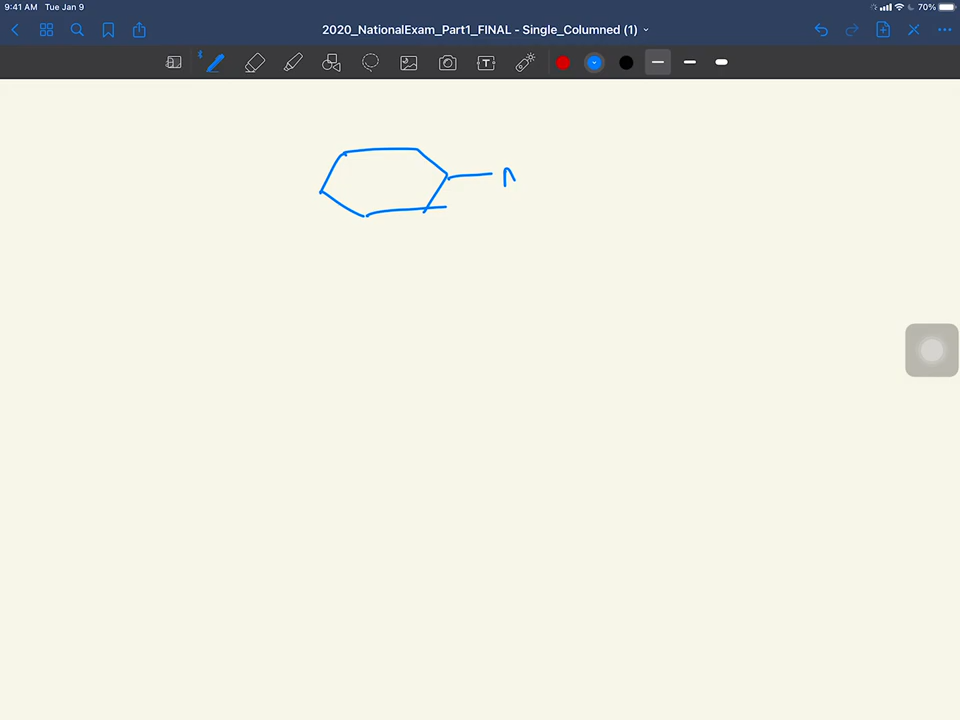 9:41 AM Tue Jan 9
70%
2020_NationalExam_Part1_FINAL - Single_Columned (1)
T